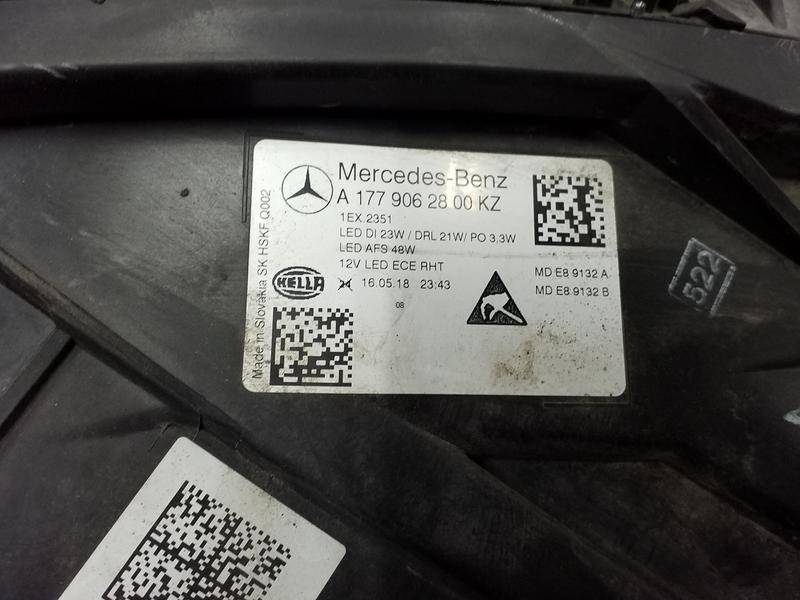 Mercedes-Benz
A 177 906 28 00 KZ
1EX.2351
LED DI 23W / DRL 21W/ PO 3,3W
LED AFS 48W
12V LED ECE RHT
HELLA
16.05.18 23:43
08
MD E8 9132 A
MD E8 9132 B
Made in Slovakia SK HSKF Q002
522